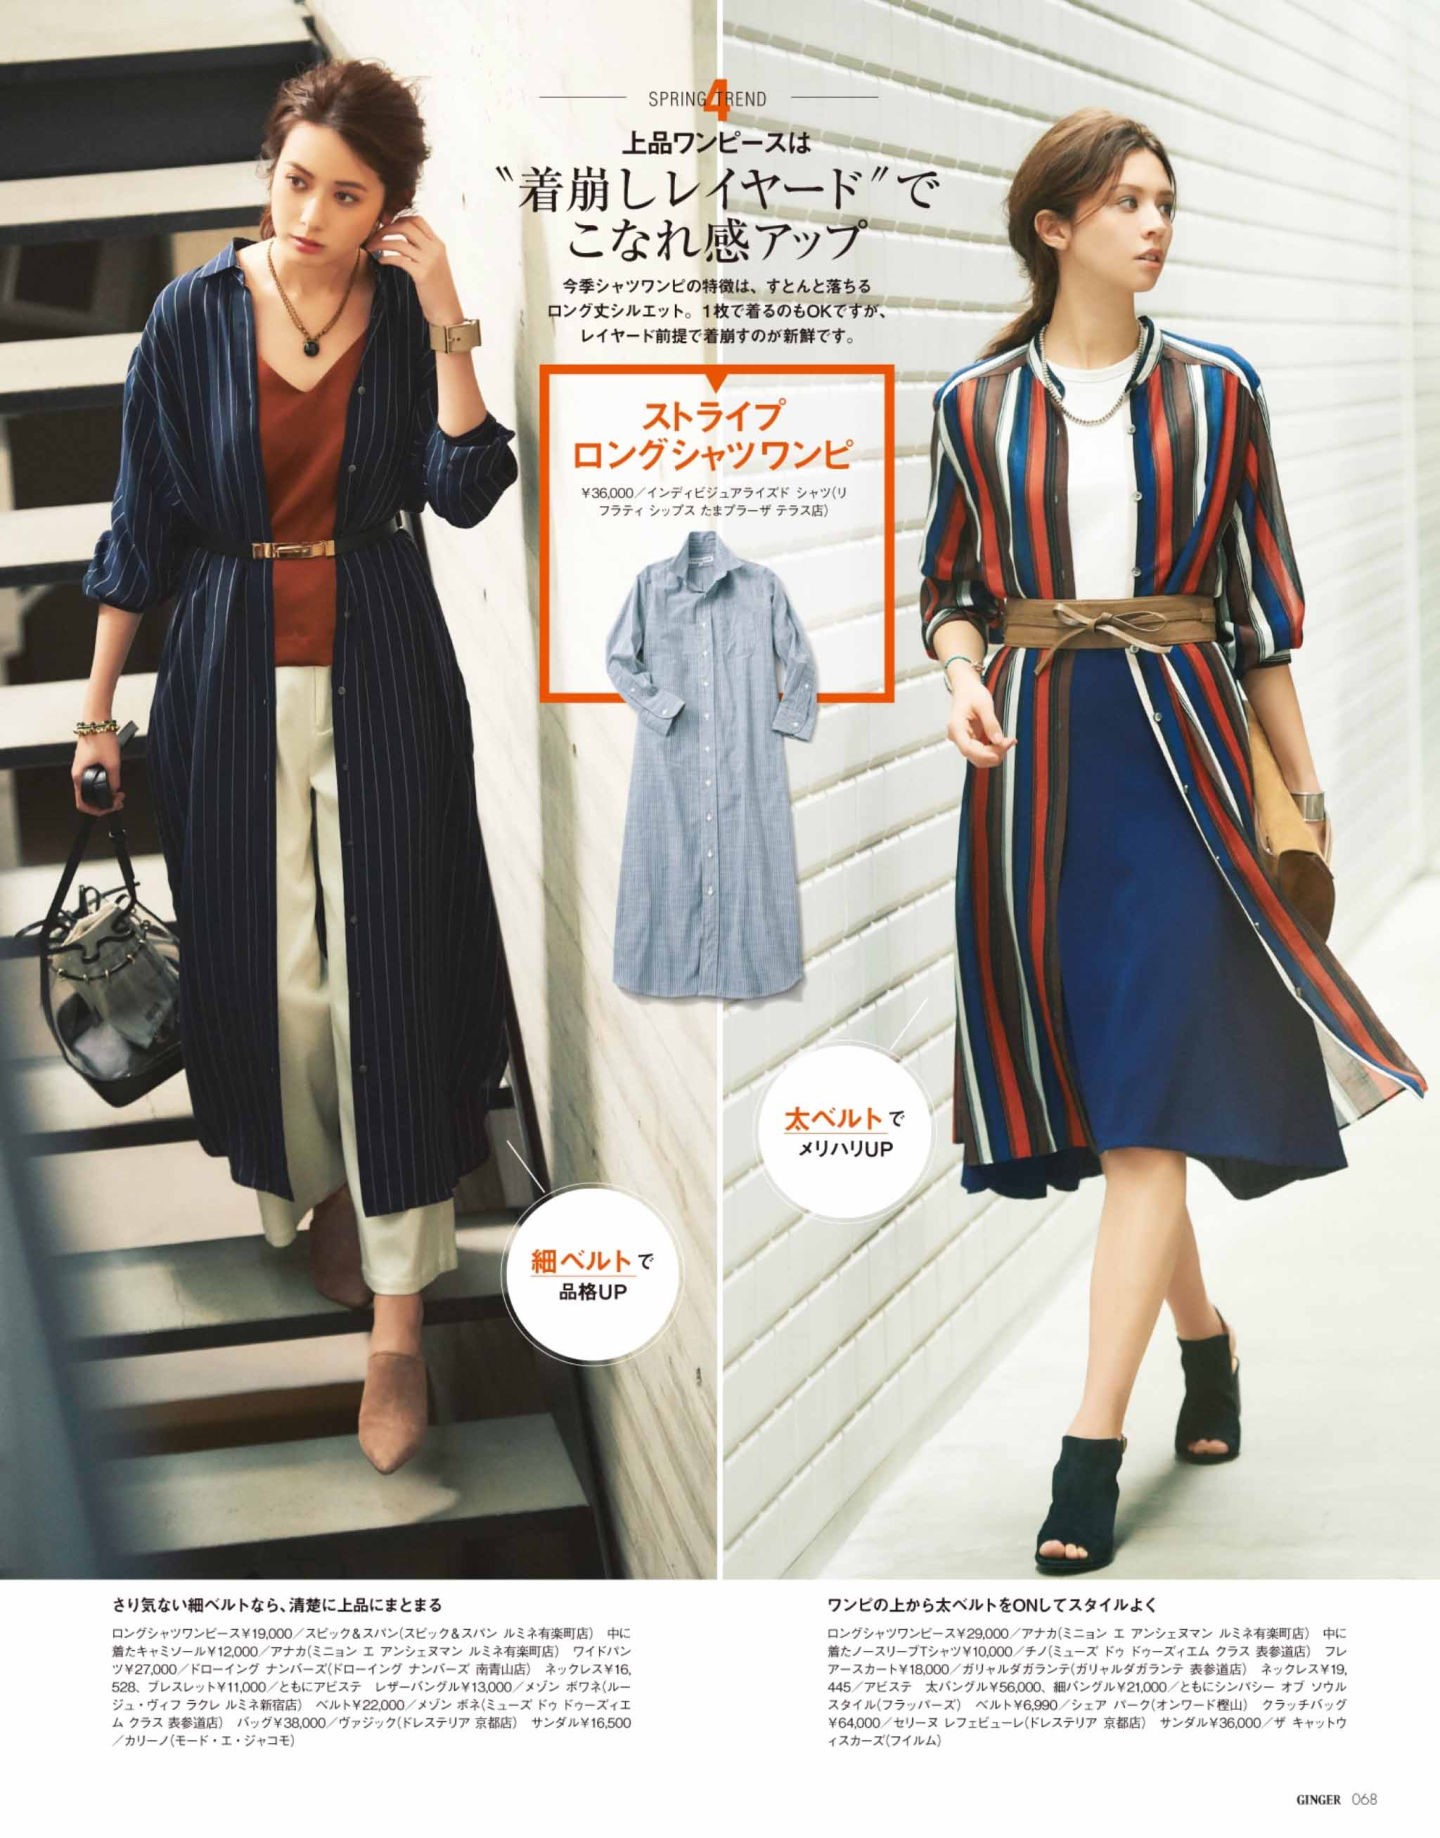 SPRING 4 TREND
上品ワンピースは
〝着崩しレイヤード〟で
こなれ感アップ
今季シャツワンピの特徴は、すとんと落ちる
ロング丈シルエット。1枚で着るのもOKですが、
レイヤード前提で着崩すのが新鮮です。
ストライプ
ロングシャツワンピ
¥36,000／インディビジュアライズド シャツ(リ
フラティ シップス たまプラーザ テラス店)
太ベルトで
メリハリUP
細ベルトで
品格UP
さり気ない細ベルトなら、清楚に上品にまとまる
ロングシャツワンピース¥19,000／スピック＆スパン(スピック＆スパン ルミネ有楽町店)　中に
着たキャミソール¥12,000／アナカ(ミニョン エ アンシェヌマン ルミネ有楽町店)　ワイドパン
ツ¥27,000／ドローイング ナンバーズ(ドローイング ナンバーズ 南青山店)　ネックレス¥16,
528、ブレスレット¥11,000／ともにアビステ　レザーバングル¥13,000／メゾン ボワネ(ルー
ジュ・ヴィフ ラクレ ルミネ新宿店)　ベルト¥22,000／メゾン ボネ(ミューズ ドゥ ドゥーズィエ
ム クラス 表参道店)　バッグ¥38,000／ヴァジック(ドレステリア 京都店)　サンダル¥16,500
／カリーノ(モード・エ・ジャコモ)
ワンピの上から太ベルトをONしてスタイルよく
ロングシャツワンピース¥29,000／アナカ(ミニョン エ アンシェヌマン ルミネ有楽町店)　中に
着たノースリーブTシャツ¥10,000／チノ(ミューズ ドゥ ドゥーズィエム クラス 表参道店)　フレ
アースカート¥18,000／ガリャルダガランテ(ガリャルダガランテ 表参道店)　ネックレス¥19,
445／アビステ　太バングル¥56,000、細バングル¥21,000／ともにシンパシー オブ ソウル
スタイル(フラッパーズ)　ベルト¥6,990／シェア パーク(オンワード樫山)　クラッチバッグ
¥64,000／セリーヌ レフェビューレ(ドレステリア 京都店)　サンダル¥36,000／ザ キャットウ
ィスカーズ(フイルム)
GINGER 068